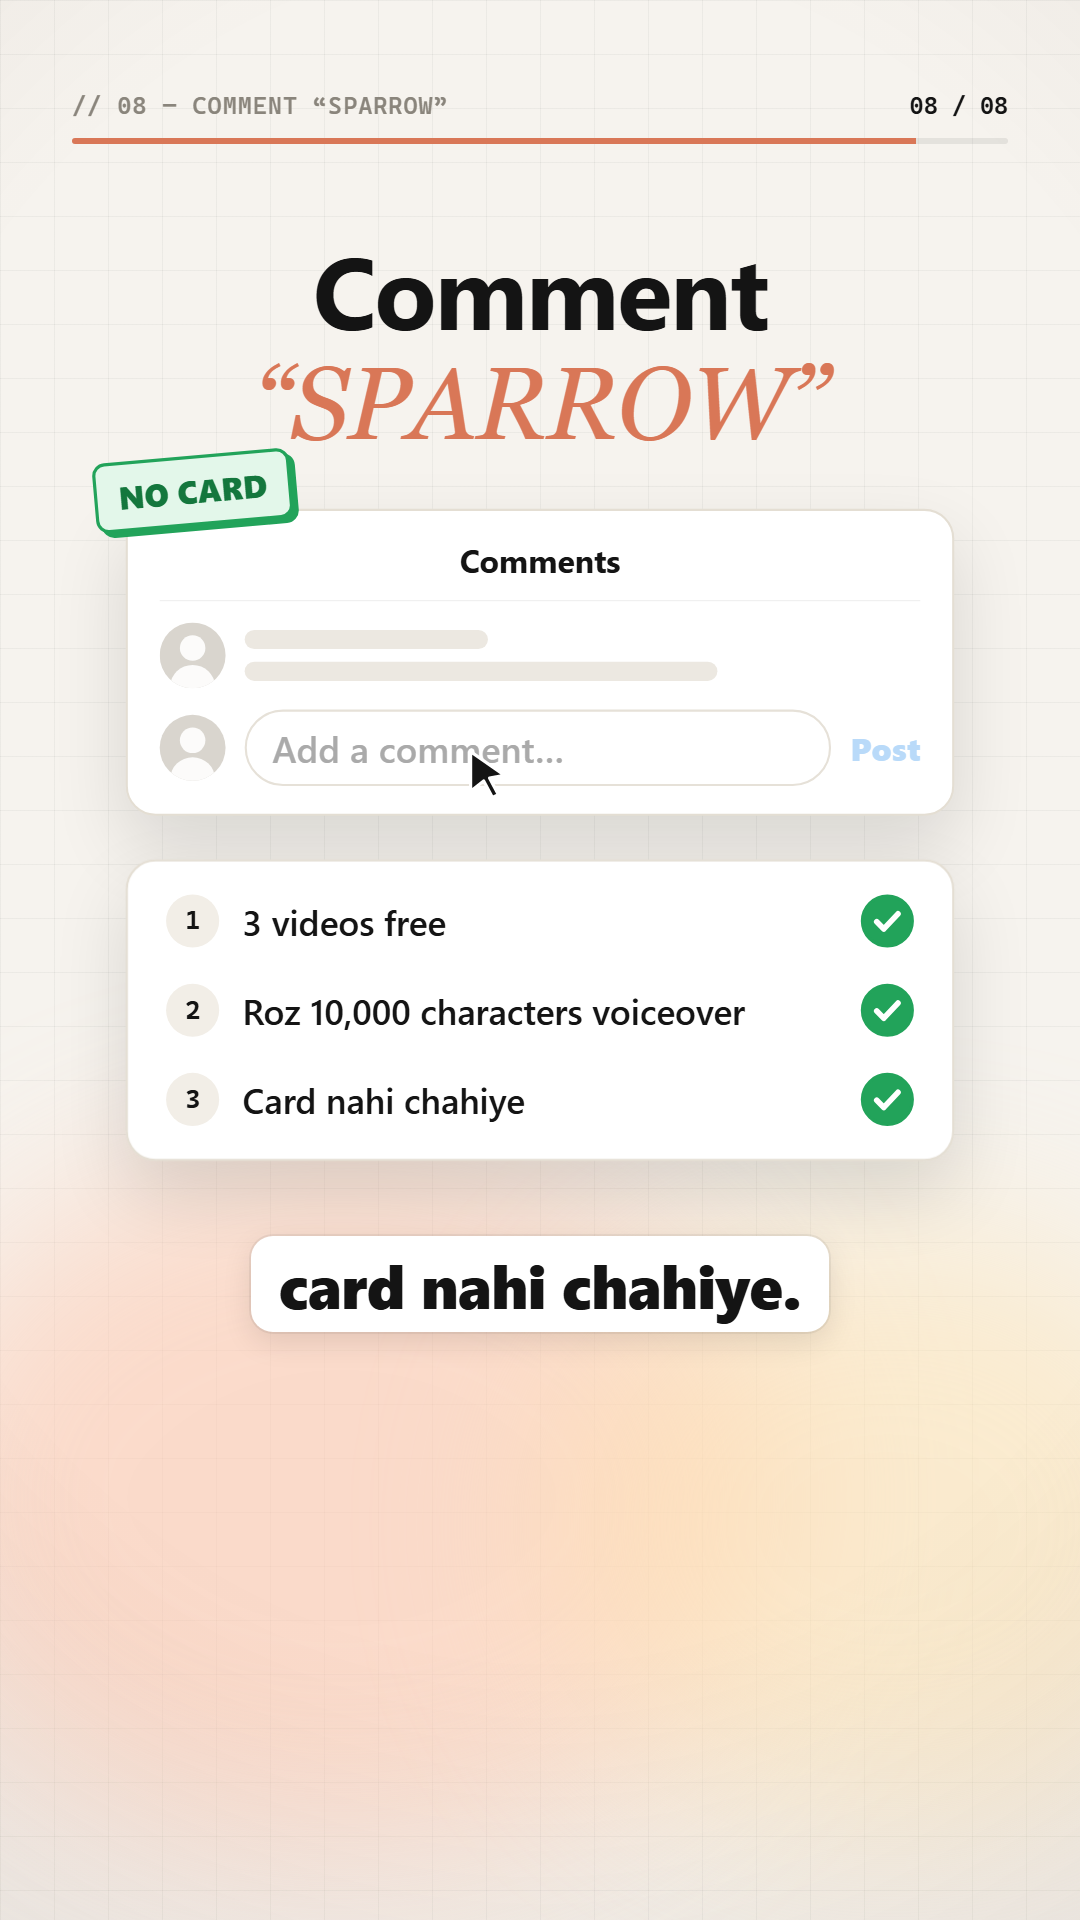 // 08 — COMMENT “SPARROW”
08 / 08
Comment
“SPARROW”
NO CARD
Comments
Add a comment...
Post
1 3 videos free
2 Roz 10,000 characters voiceover
3 Card nahi chahiye
card nahi chahiye.